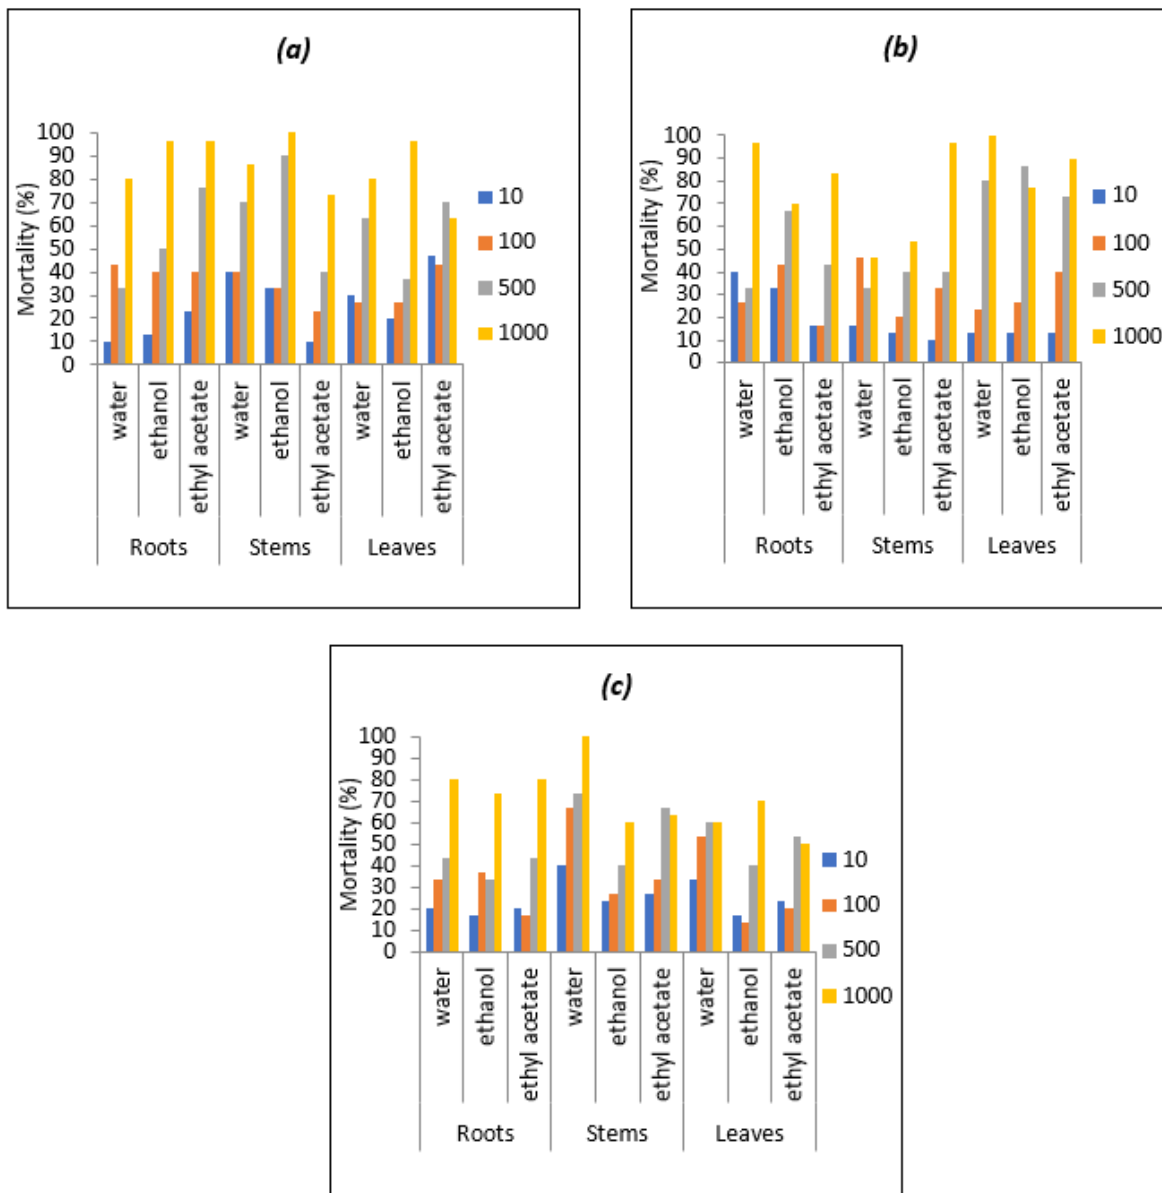 (a)
Mortality (%)
100
90
80
70
60
50
40
30
20
10
0
water
ethanol
ethyl acetate
water
ethanol
ethyl acetate
water
ethanol
ethyl acetate
Roots
Stems
Leaves
10
100
500
1000
(b)
Mortality (%)
100
90
80
70
60
50
40
30
20
10
0
water
ethanol
ethyl acetate
water
ethanol
ethyl acetate
water
ethanol
ethyl acetate
Roots
Stems
Leaves
10
100
500
1000
(c)
Mortality (%)
100
90
80
70
60
50
40
30
20
10
0
water
ethanol
ethyl acetate
water
ethanol
ethyl acetate
water
ethanol
ethyl acetate
Roots
Stems
Leaves
10
100
500
1000